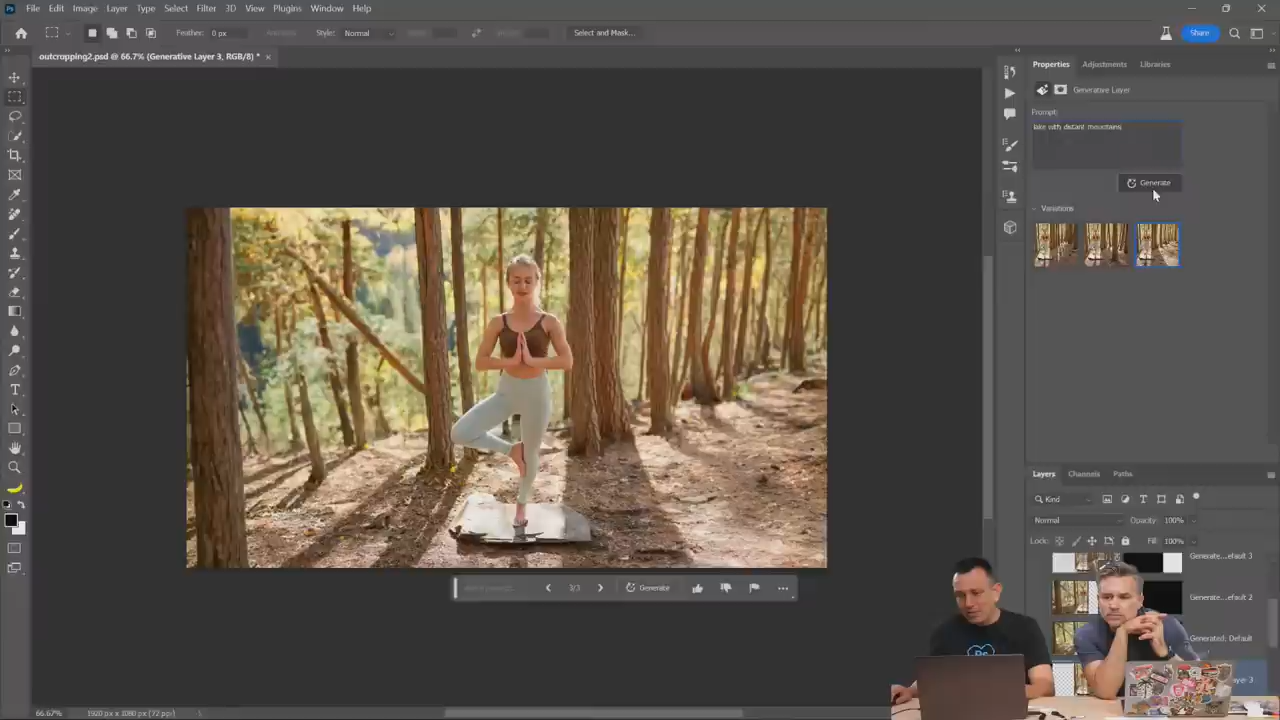 Ps File Edit Image Layer Type Select Filter 3D View Plugins Window Help
Feather: 0 px Style: Normal Select and Mask... Share
outcropping2.psd @ 66.7% (Generative Layer 3, RGB/8) * ×
Properties Adjustments Libraries
Generative Layer
Prompt:
lake with distant mountains
Generate
Variations
3/3 Generate
Layers Channels Paths
Kind
Normal Opacity: 100%
Lock: Fill: 100%
Generate...efault 3
Generate...efault 2
Generated: Default
Layer 3
Ps
66.67% 1920 px x 1080 px (72 ppi)